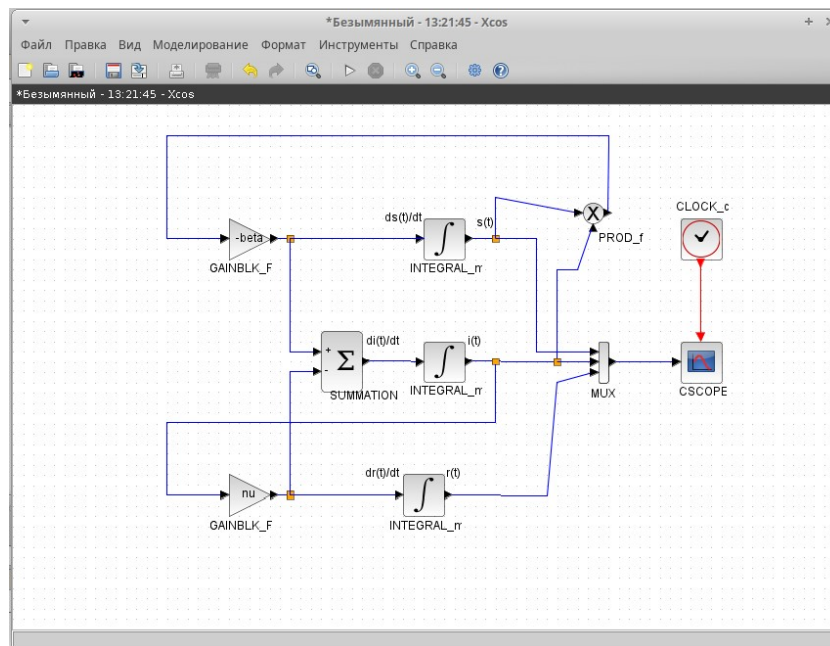 *Безымянный - 13:21:45 - Xcos
Файл Правка Вид Моделирование Формат Инструменты Справка
*Безымянный - 13:21:45 - Xcos
CLOCK_c
ds(t)/dt
s(t)
X
PROD_f
-beta
∫
GAINBLK_F
INTEGRAL_m
di(t)/dt
i(t)
+
-
Σ
∫
SUMMATION
INTEGRAL_m
MUX
CSCOPE
dr(t)/dt
r(t)
nu
∫
GAINBLK_F
INTEGRAL_m